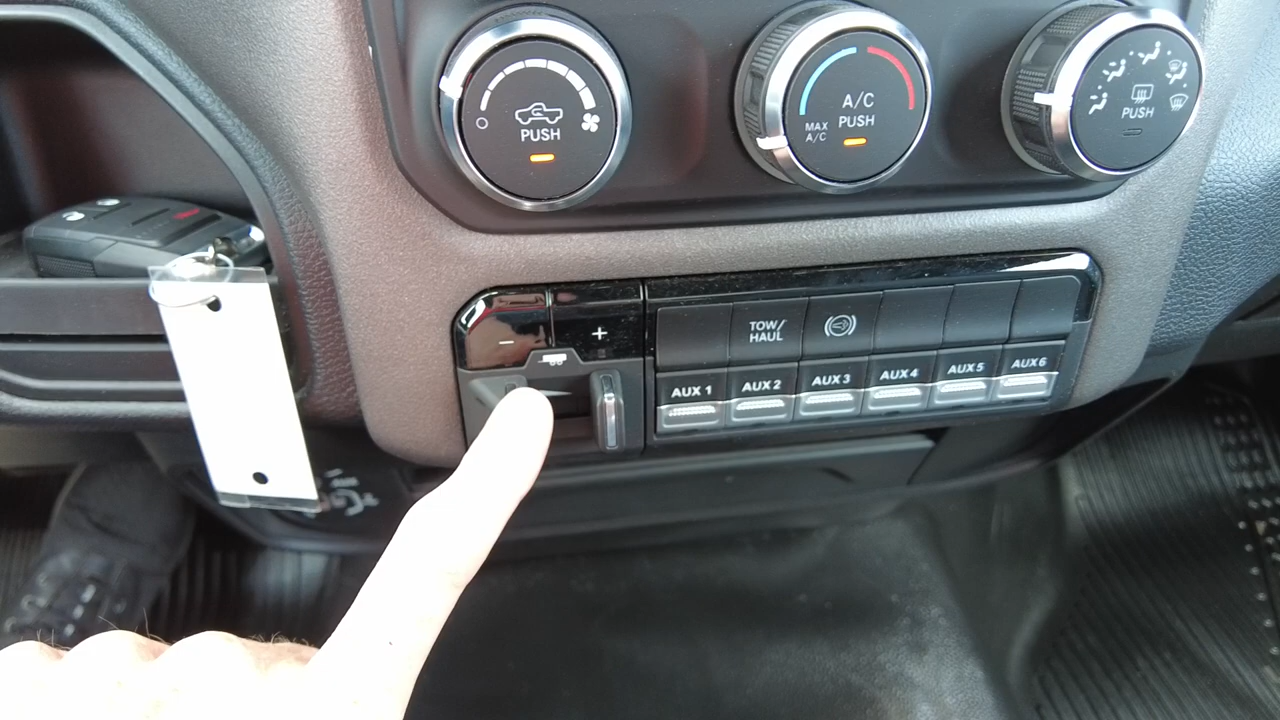 PUSH
A/C
PUSH
MAX
A/C
PUSH
−
+
TOW/
HAUL
AUX 1
AUX 2
AUX 3
AUX 4
AUX 5
AUX 6